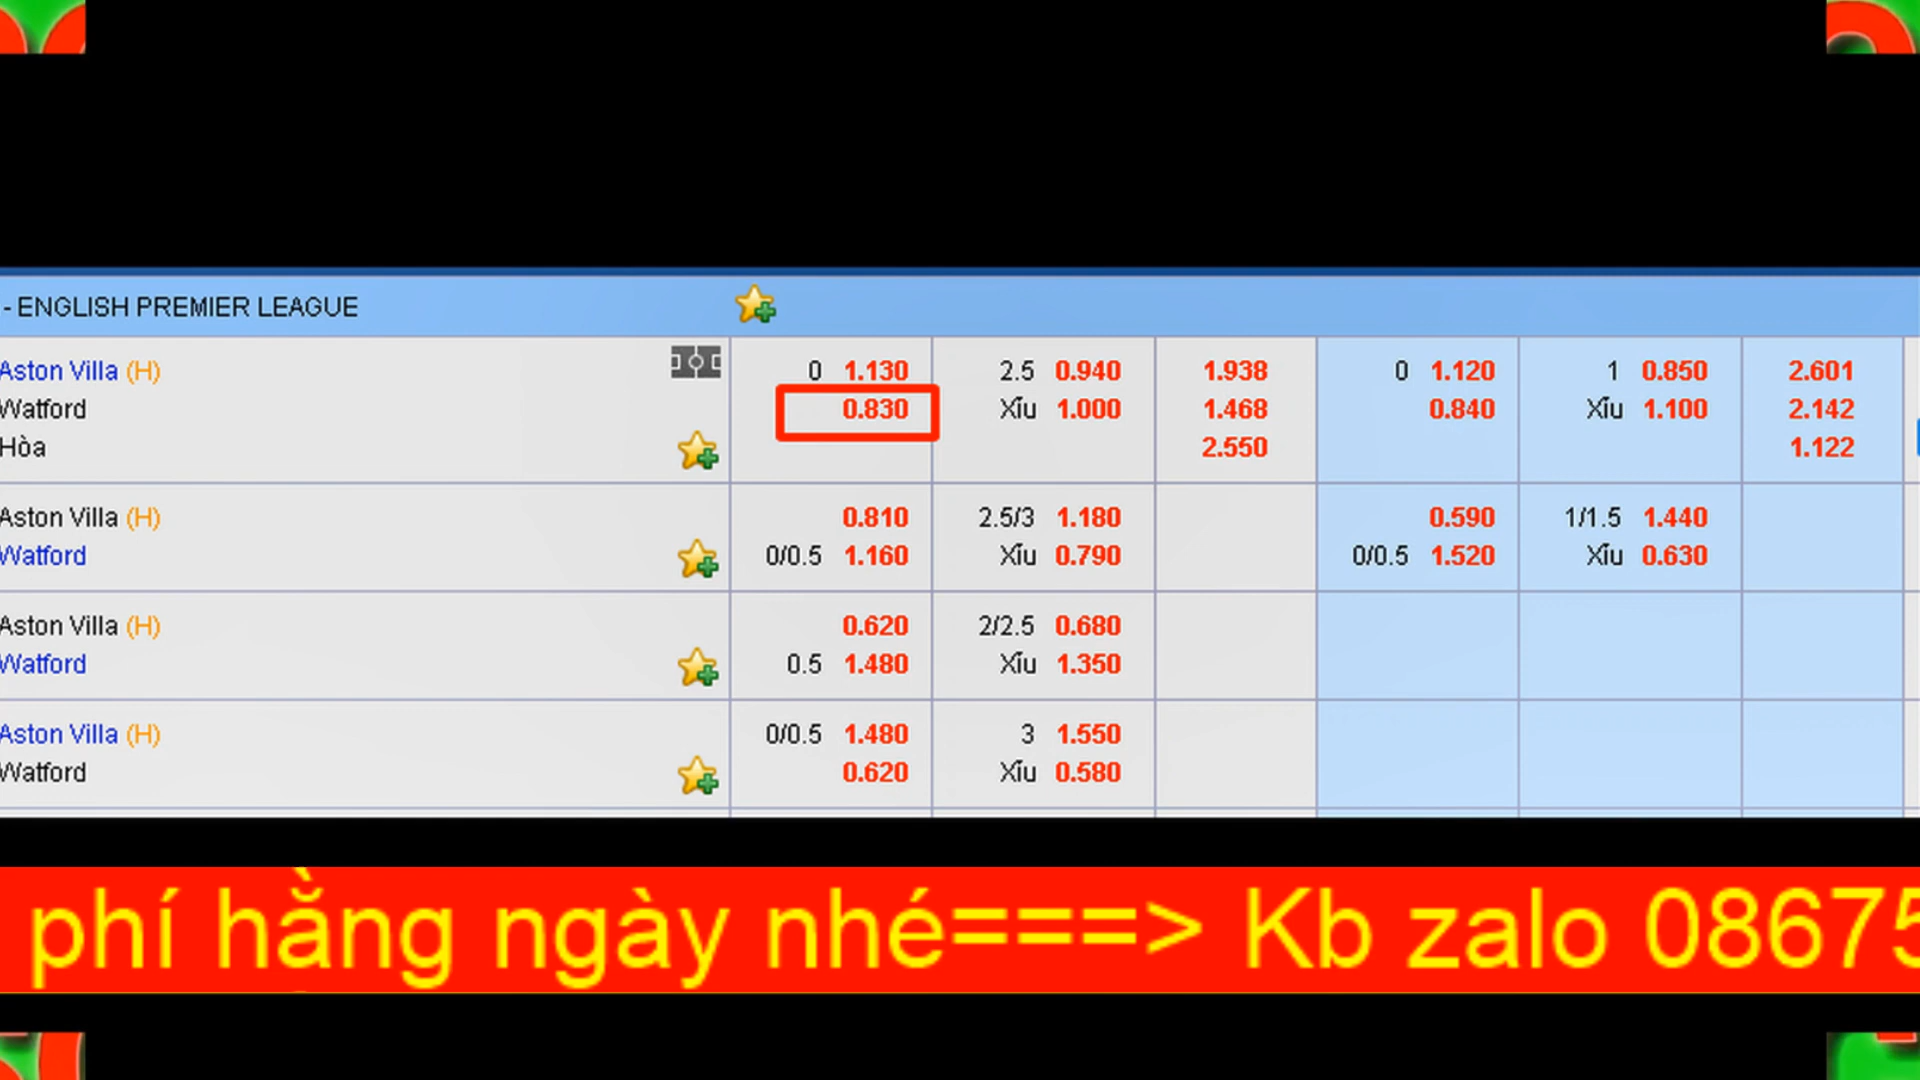 - ENGLISH PREMIER LEAGUE
Aston Villa (H) 0 1.130 2.5 0.940 1.938 0 1.120 1 0.850 2.601
Watford 0.830 Xỉu 1.000 1.468 0.840 Xỉu 1.100 2.142
Hòa 2.550 1.122
Aston Villa (H) 0.810 2.5/3 1.180 0.590 1/1.5 1.440
Watford 0/0.5 1.160 Xỉu 0.790 0/0.5 1.520 Xỉu 0.630
Aston Villa (H) 0.620 2/2.5 0.680
Watford 0.5 1.480 Xỉu 1.350
Aston Villa (H) 0/0.5 1.480 3 1.550
Watford 0.620 Xỉu 0.580
phí hằng ngày nhé===> Kb zalo 08675